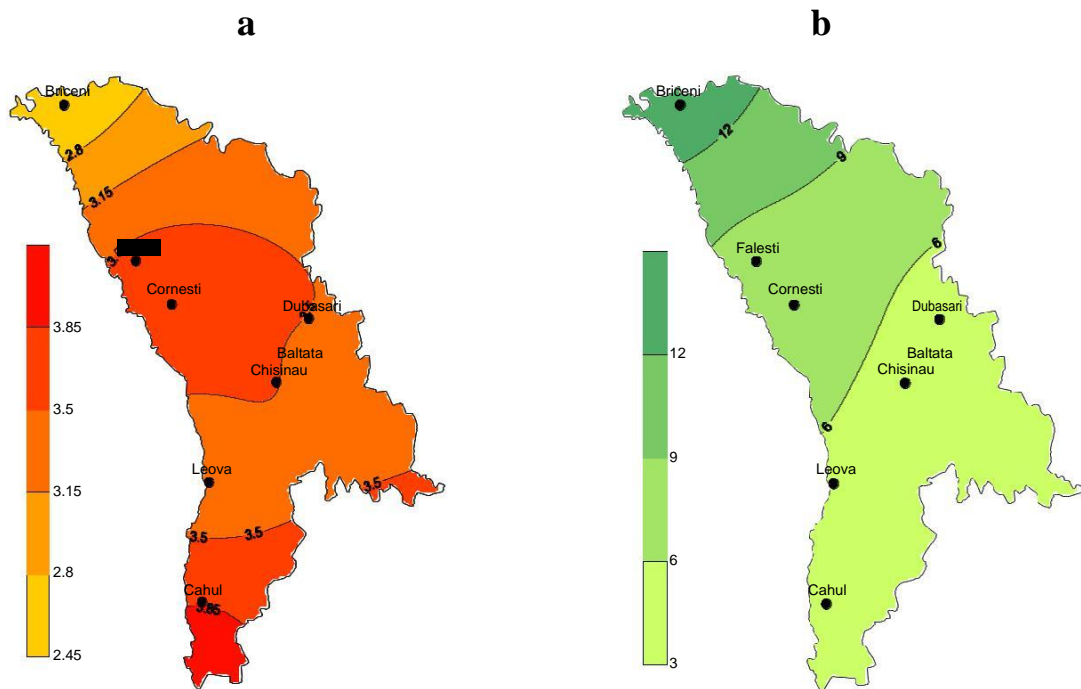 a
b
Briceni
2.8
3.15
Cornesti
Dubasari
Baltata
Chisinau
Leova
3.5
3.5
3.5
Cahul
3.85
3.5
3.15
2.8
2.45
Briceni
12
9
Falesti
6
Cornesti
Dubasari
Baltata
Chisinau
6
Leova
Cahul
12
9
6
3